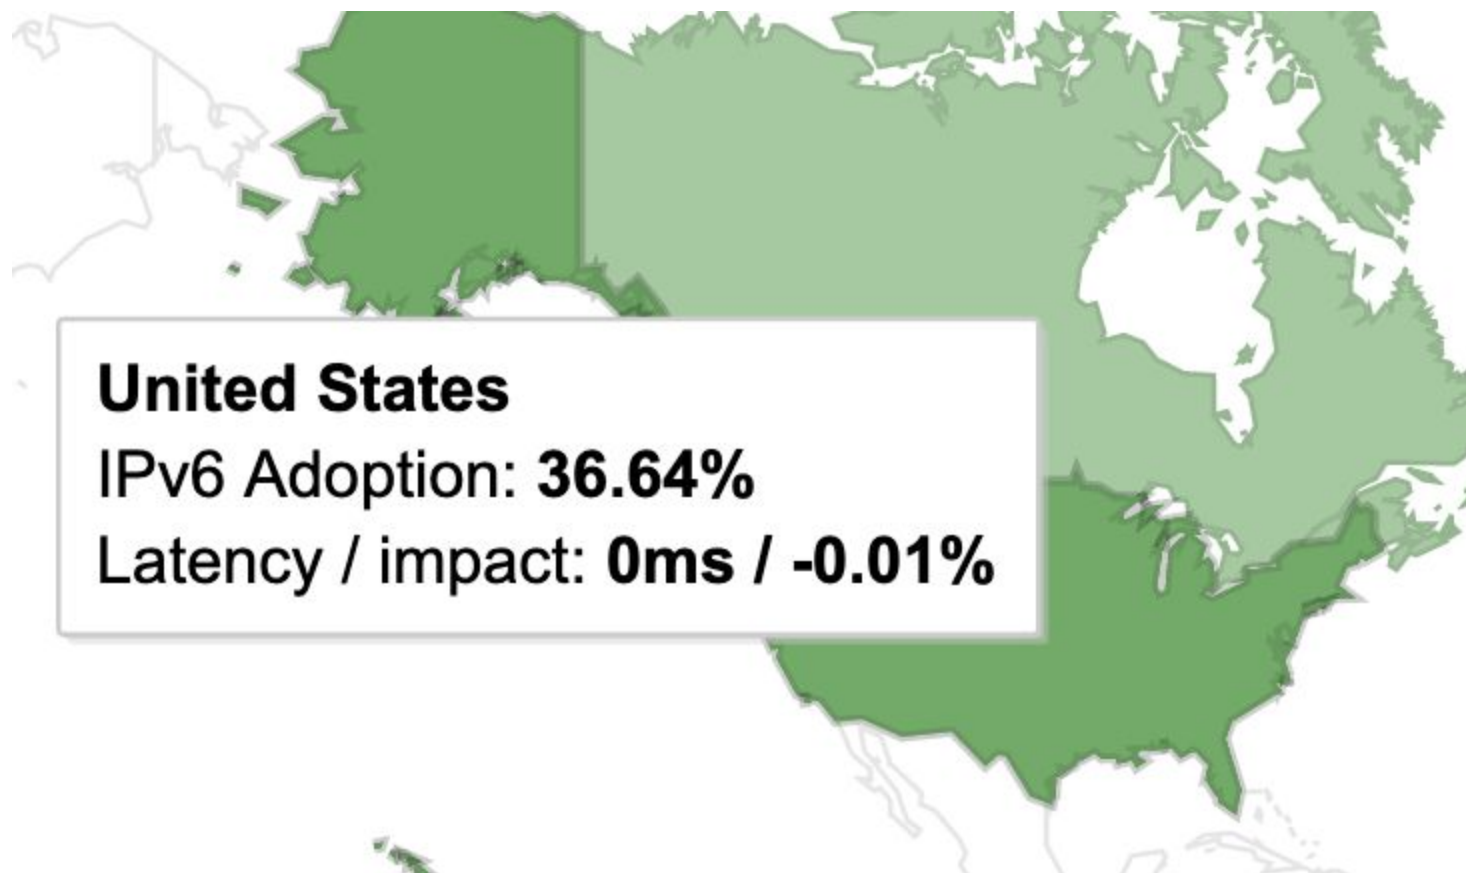 United States
IPv6 Adoption: 36.64%
Latency / impact: 0ms / -0.01%